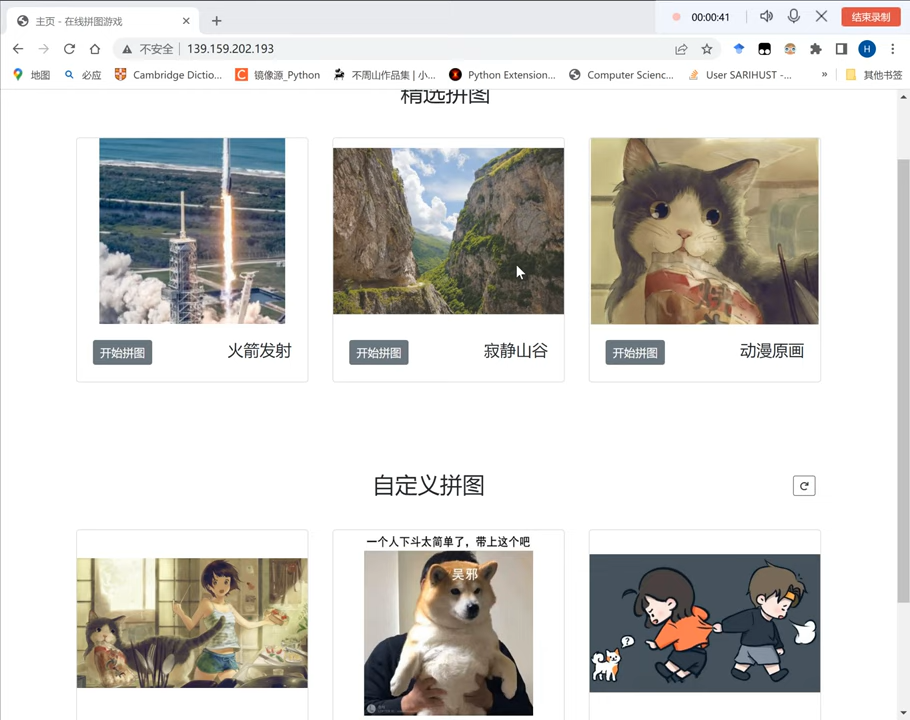 主页 - 在线拼图游戏
00:00:41
结束录制
不安全
139.159.202.193
H
地图
必应
Cambridge Dictio...
镜像源_Python
不周山作品集 | 小...
Python Extension...
Computer Scienc...
User SARIHUST -...
»
其他书签
精选拼图
开始拼图
火箭发射
开始拼图
寂静山谷
开始拼图
动漫原画
自定义拼图
一个人下斗太简单了，带上这个吧
吴邪
?